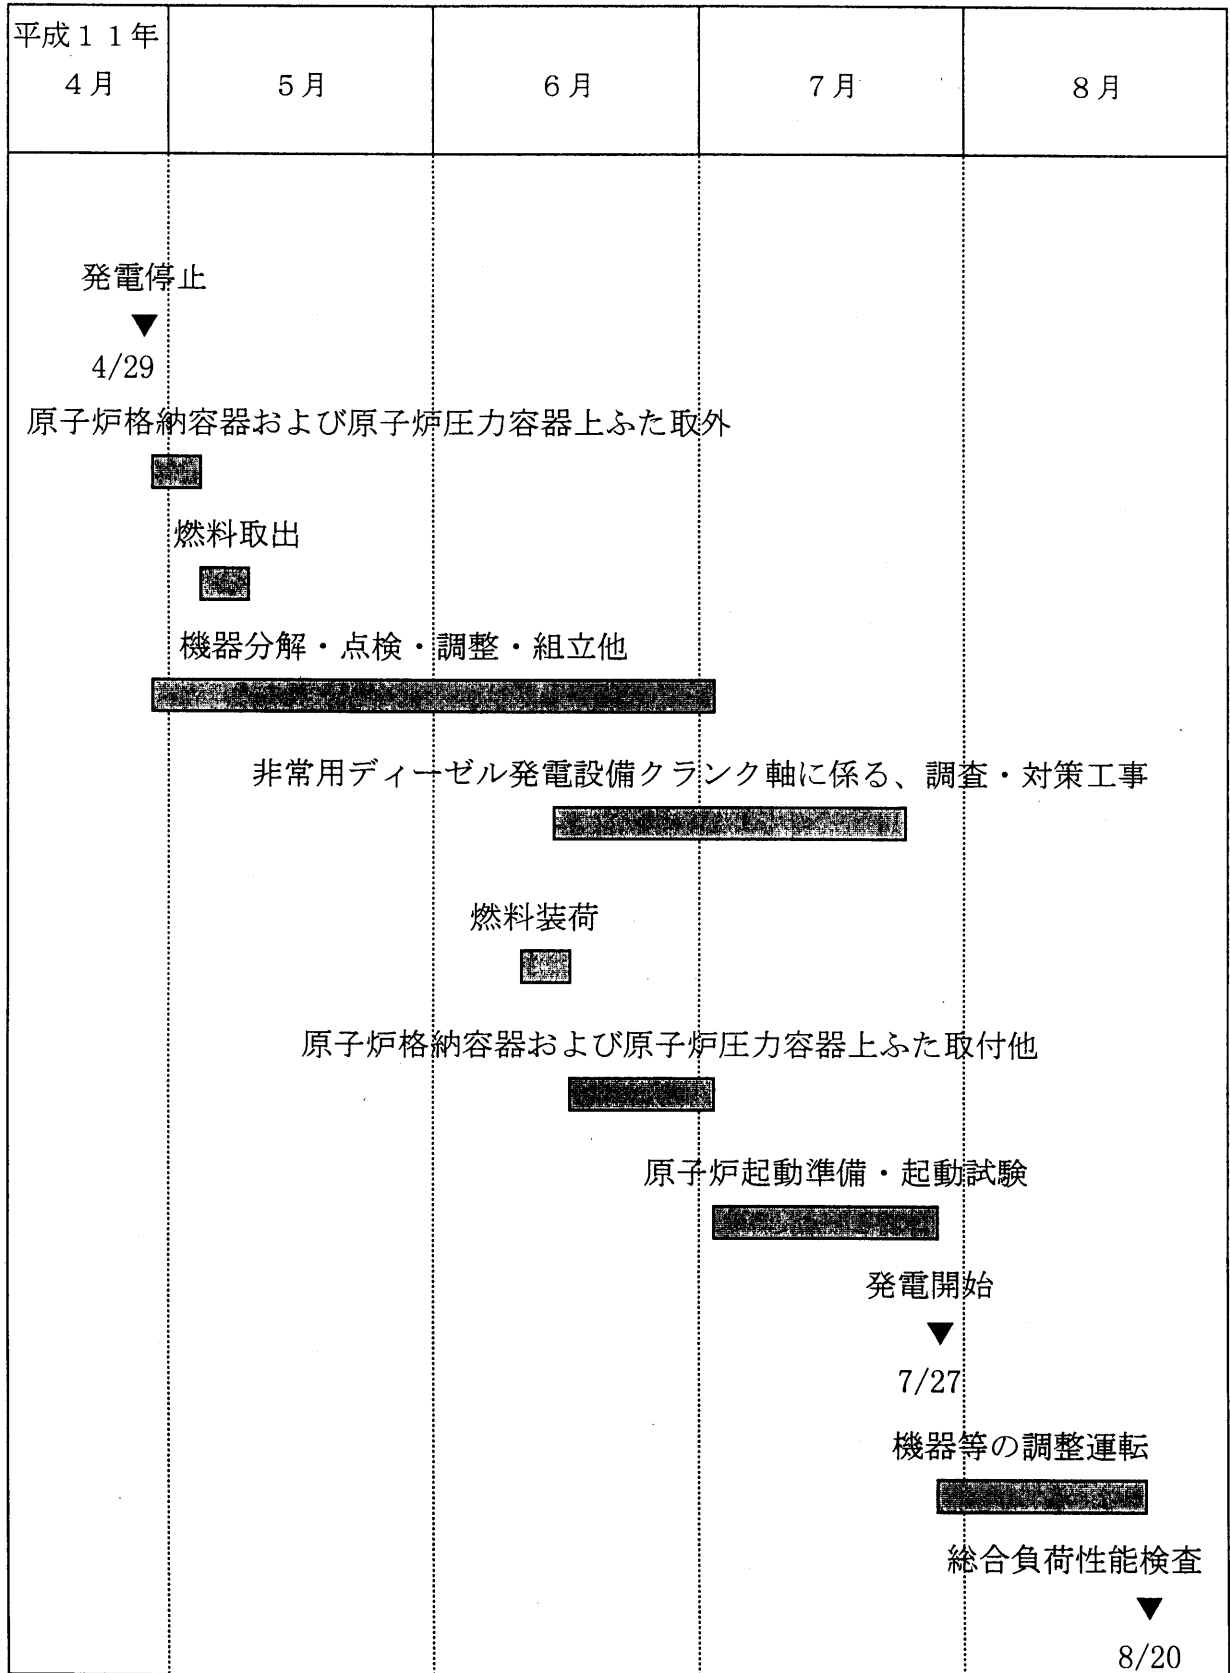 平成１１年
４月
５月
６月
７月
８月
発電停止
▼
4/29
原子炉格納容器および原子炉圧力容器上ふた取外
燃料取出
機器分解・点検・調整・組立他
非常用ディーゼル発電設備クランク軸に係る、調査・対策工事
燃料装荷
原子炉格納容器および原子炉圧力容器上ふた取付他
原子炉起動準備・起動試験
発電開始
▼
7/27
機器等の調整運転
総合負荷性能検査
▼
8/20